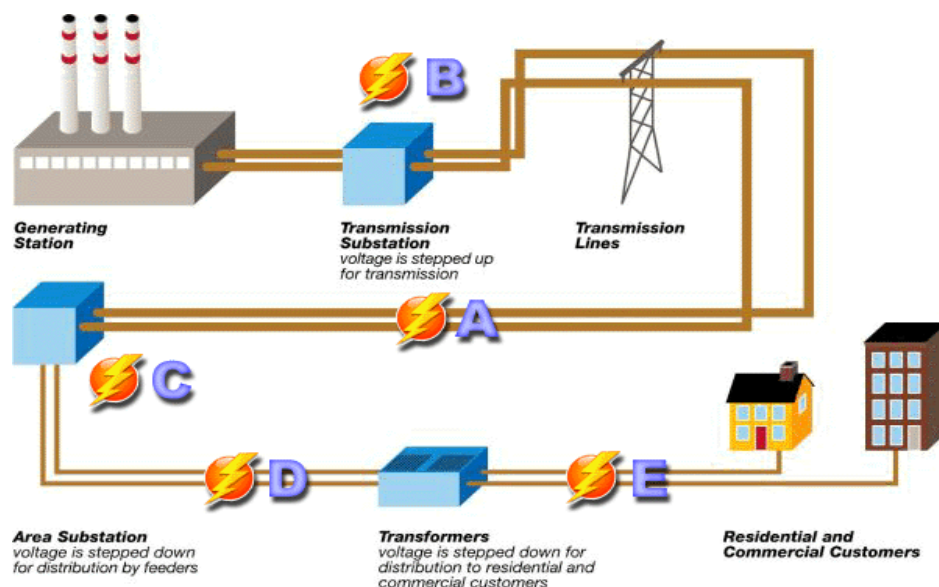 B
Generating
Station
Transmission
Substation
voltage is stepped up
for transmission
Transmission
Lines
A
C
D
E
Area Substation
voltage is stepped down
for distribution by feeders
Transformers
voltage is stepped down for
distribution to residential and
commercial customers
Residential and
Commercial Customers